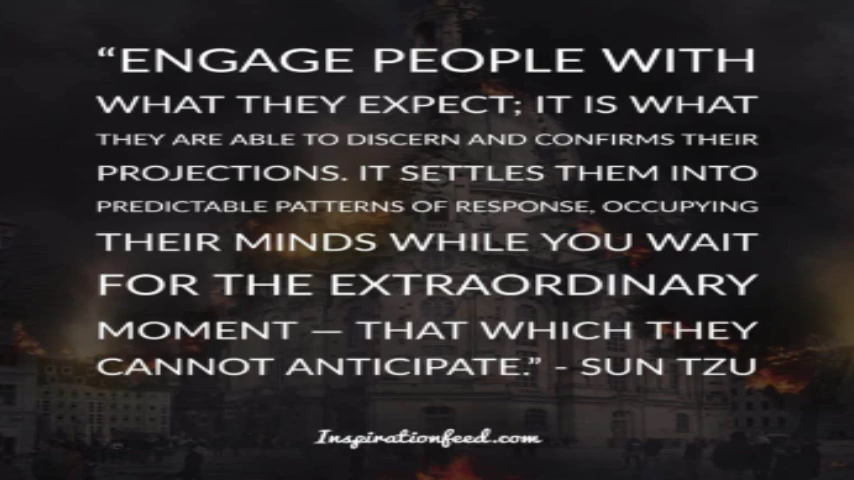 “ENGAGE PEOPLE WITH
WHAT THEY EXPECT; IT IS WHAT
THEY ARE ABLE TO DISCERN AND CONFIRMS THEIR
PROJECTIONS. IT SETTLES THEM INTO
PREDICTABLE PATTERNS OF RESPONSE, OCCUPYING
THEIR MINDS WHILE YOU WAIT
FOR THE EXTRAORDINARY
MOMENT — THAT WHICH THEY
CANNOT ANTICIPATE.” - SUN TZU
Inspirationfeed.com